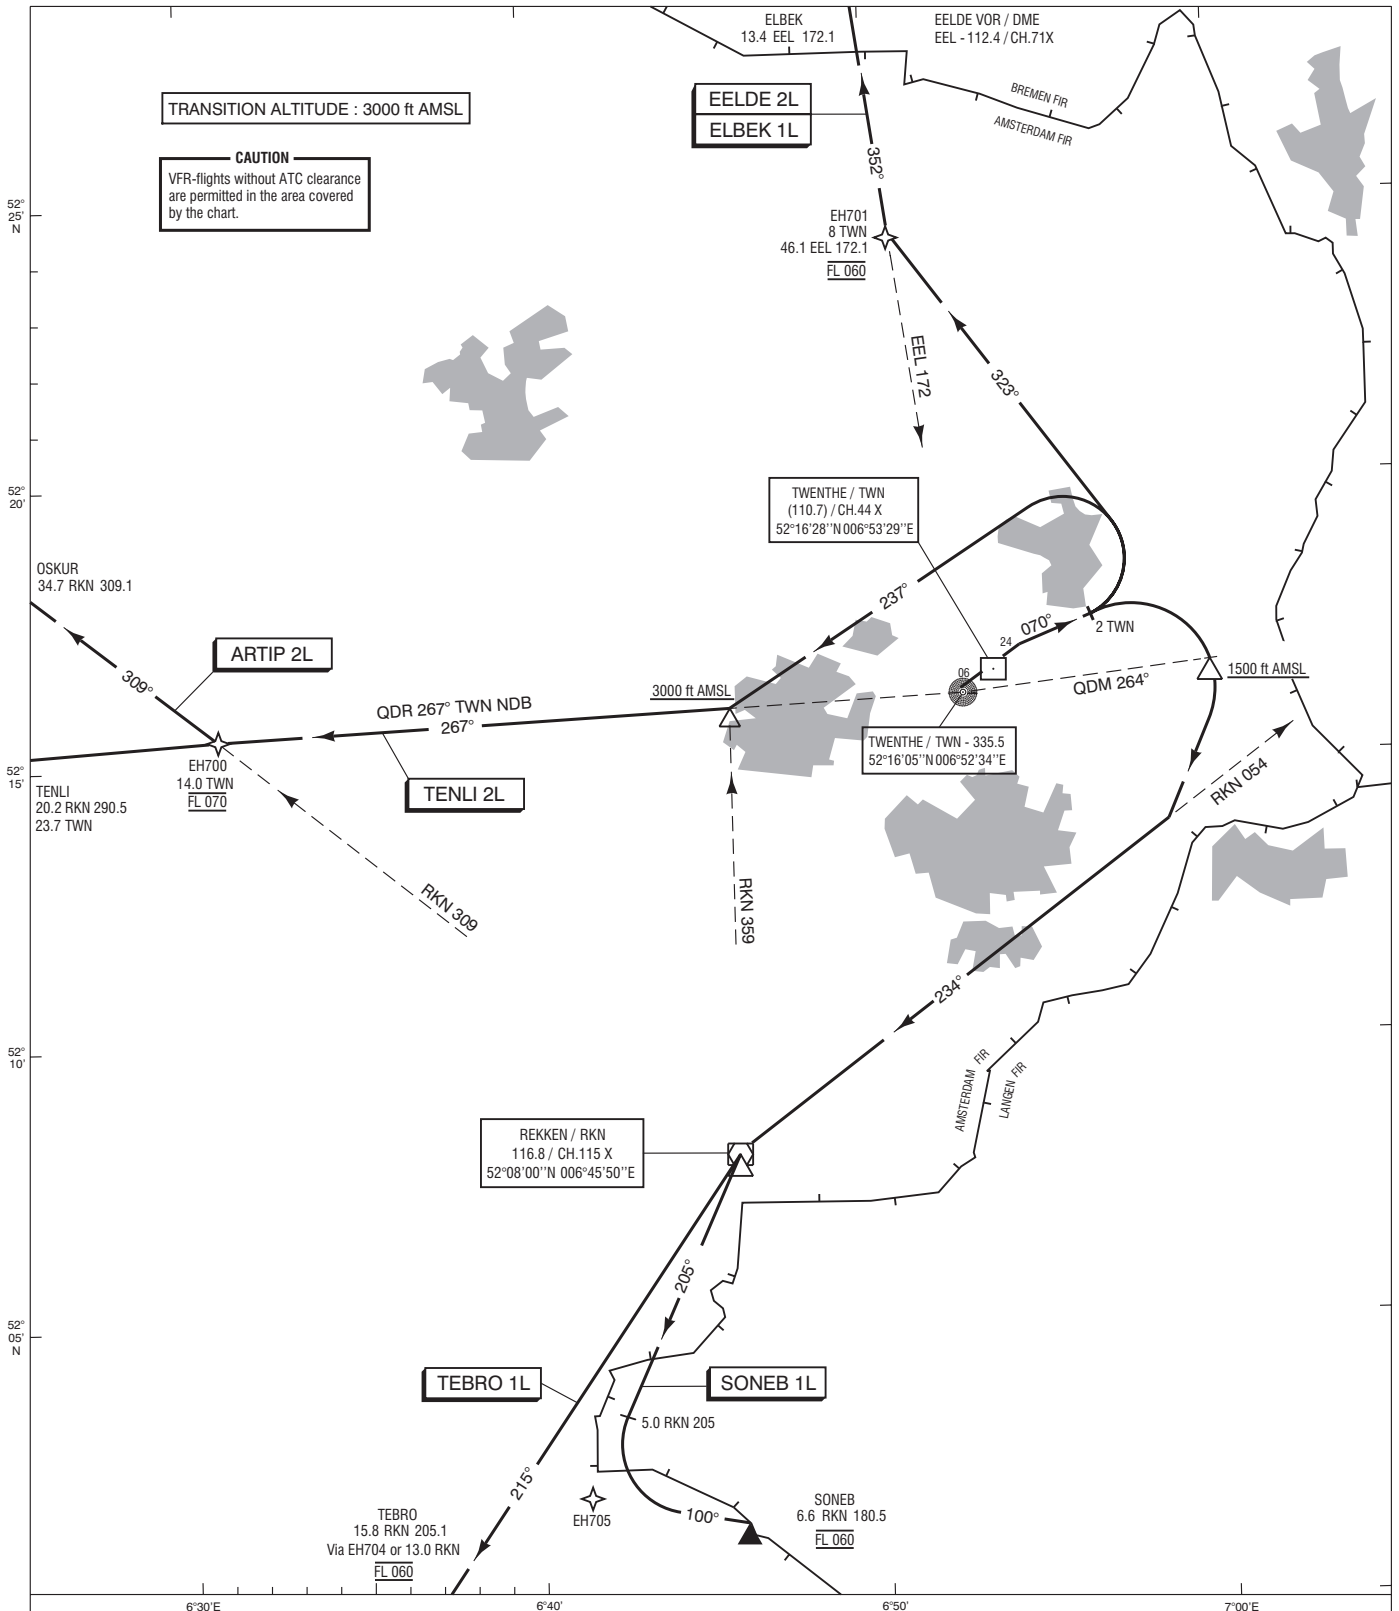 ELBEK
13.4 EEL 172.1
EELDE VOR / DME
EEL - 112.4 / CH.71X
TRANSITION ALTITUDE : 3000 ft AMSL
EELDE 2L
ELBEK 1L
BREMEN FIR
AMSTERDAM FIR
CAUTION
VFR-flights without ATC clearance
are permitted in the area covered
by the chart.
352°
52°
25'
N
EH701
8 TWN
46.1 EEL 172.1
FL 060
EEL 172
323°
52°
20'
TWENTHE / TWN
(110.7) / CH.44 X
52°16'28''N 006°53'29''E
OSKUR
34.7 RKN 309.1
237°
070°
2 TWN
24
06
ARTIP 2L
309°
3000 ft AMSL
1500 ft AMSL
QDM 264°
QDR 267° TWN NDB
267°
TWENTHE / TWN - 335.5
52°16'05''N 006°52'34''E
EH700
14.0 TWN
FL 070
52°
15'
TENLI
20.2 RKN 290.5
23.7 TWN
TENLI 2L
RKN 054
RKN 309
RKN 359
234°
52°
10'
AMSTERDAM FIR
LANGEN FIR
REKKEN / RKN
116.8 / CH.115 X
52°08'00''N 006°45'50''E
205°
52°
05'
N
TEBRO 1L
SONEB 1L
5.0 RKN 205
215°
EH705
100°
SONEB
6.6 RKN 180.5
FL 060
TEBRO
15.8 RKN 205.1
Via EH704 or 13.0 RKN
FL 060
6°30'E
6°40'
6°50'
7°00'E